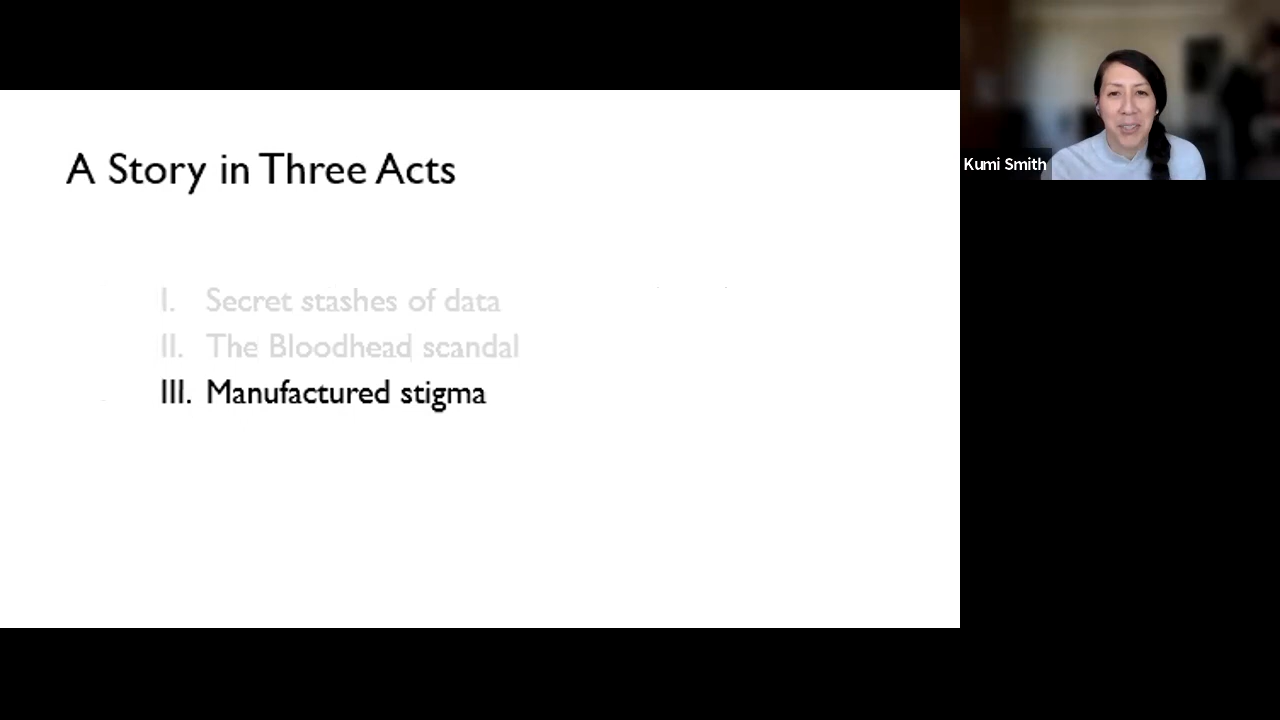 A Story in Three Acts
I. Secret stashes of data
II. The Bloodhead scandal
III. Manufactured stigma
Kumi Smith